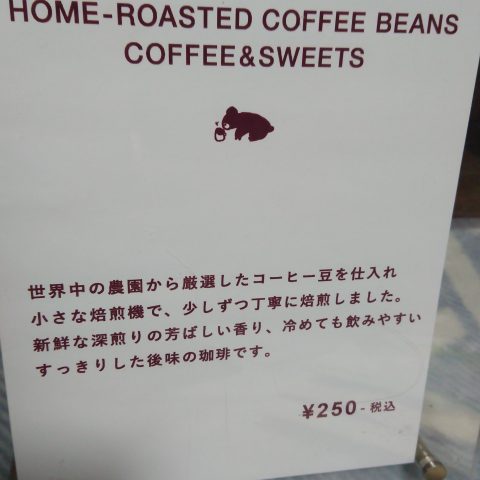 HOME-ROASTED COFFEE BEANS
COFFEE&SWEETS
世界中の農園から厳選したコーヒー豆を仕入れ
小さな焙煎機で、少しずつ丁寧に焙煎しました。
新鮮な深煎りの芳ばしい香り、冷めても飲みやすい
すっきりした後味の珈琲です。
¥250-税込